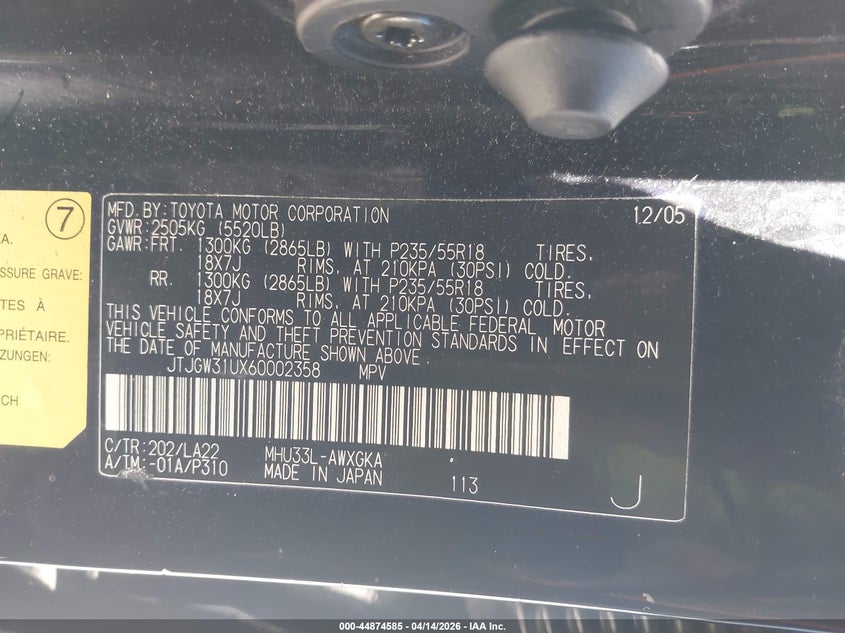 7
A.
SSURE GRAVE:
TES À
PRIÉTAIRE.
ZUNGEN:
CH
MFD. BY: TOYOTA MOTOR CORPORATION 12/05
GVWR: 2505KG (5520LB)
GAWR: FRT. 1300KG (2865LB) WITH P235/55R18 TIRES,
18X7J RIMS, AT 210KPA (30PSI) COLD.
RR. 1300KG (2865LB) WITH P235/55R18 TIRES,
18X7J RIMS, AT 210KPA (30PSI) COLD.
THIS VEHICLE CONFORMS TO ALL APPLICABLE FEDERAL MOTOR
VEHICLE SAFETY AND THEFT PREVENTION STANDARDS IN EFFECT ON
THE DATE OF MANUFACTURE SHOWN ABOVE.
JTJGW31UX60002358 MPV
C/TR: 202/LA22 MHU33L-AWXGKA
A/TM: -01A/P310 MADE IN JAPAN 113 J
000-44874585 - 04/14/2026 - IAA Inc.